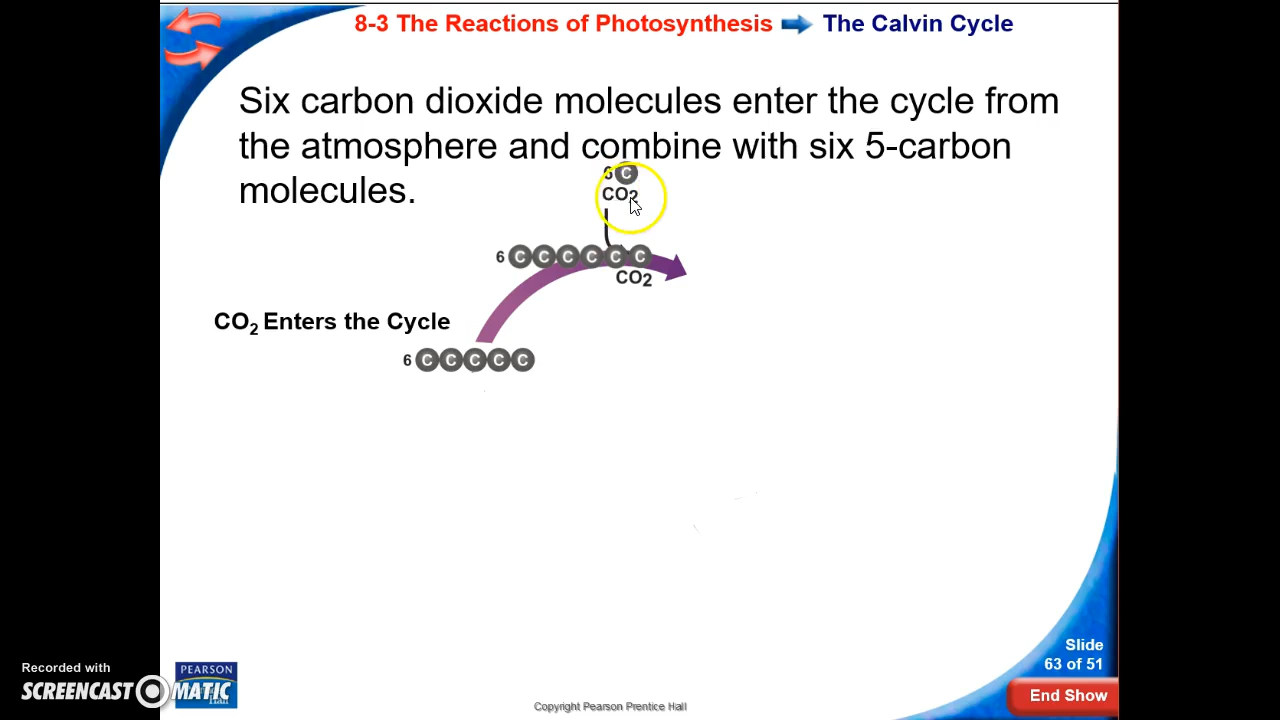 8-3 The Reactions of Photosynthesis The Calvin Cycle
Six carbon dioxide molecules enter the cycle from
the atmosphere and combine with six 5-carbon
molecules.
6 C
CO2
6 C C C C C C
CO2
CO2 Enters the Cycle
6 C C C C C
Slide
63 of 51
End Show
Recorded with
SCREENCAST MATIC
PEARSON
Hall
Copyright Pearson Prentice Hall